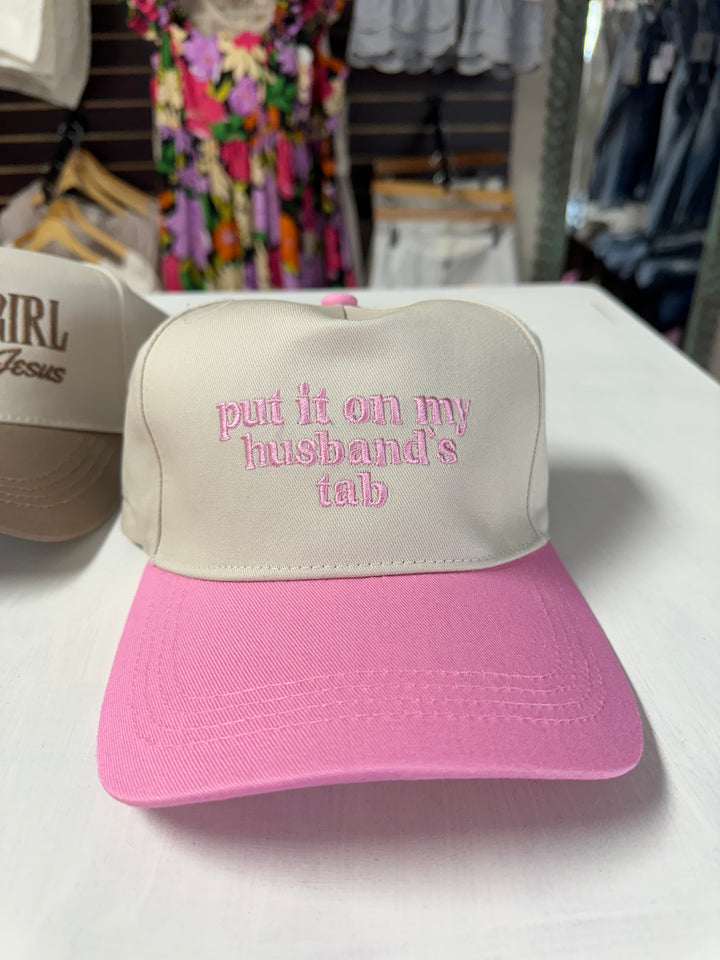 GIRL
Jesus
put it on my
husband's
tab